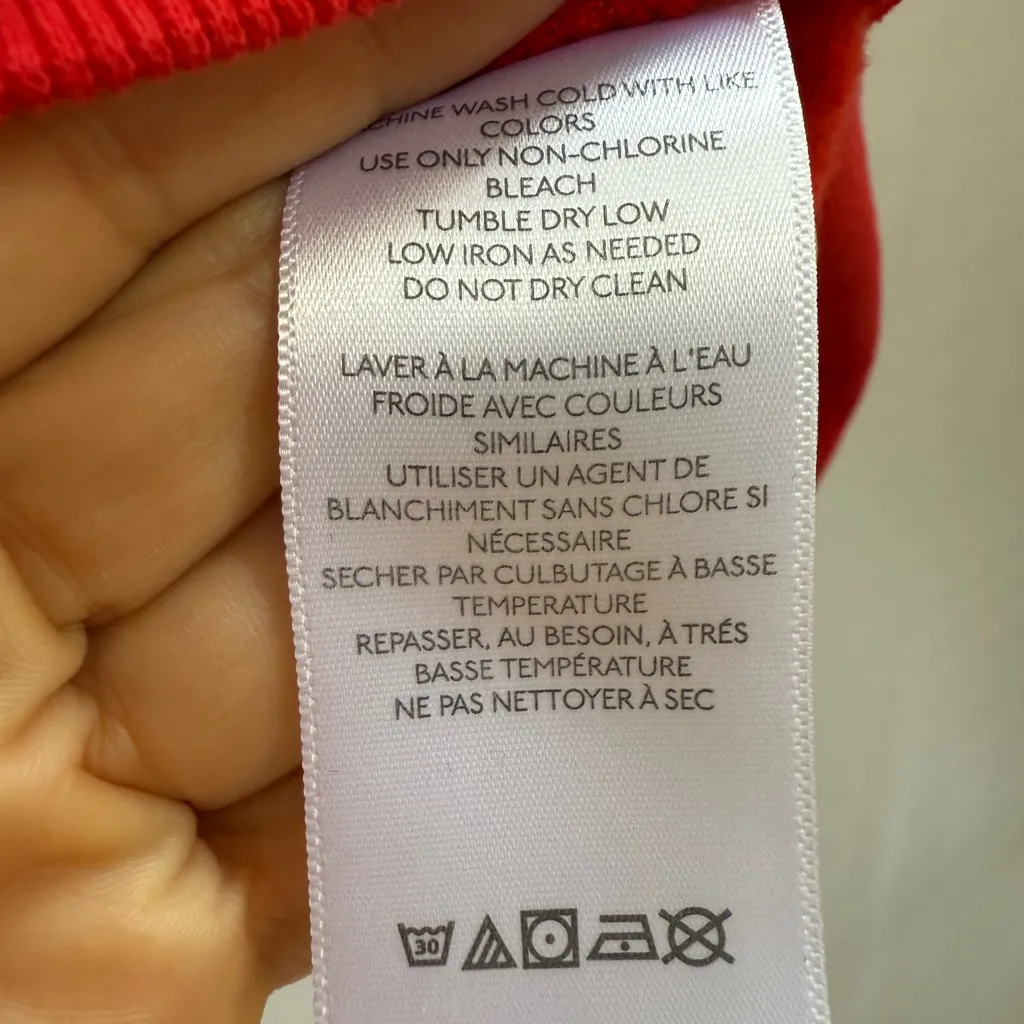 WASH COLD WITH LIKE
COLORS
USE ONLY NON-CHLORINE
BLEACH
TUMBLE DRY LOW
LOW IRON AS NEEDED
DO NOT DRY CLEAN
LAVER À LA MACHINE À L'EAU
FROIDE AVEC COULEURS
SIMILAIRES
UTILISER UN AGENT DE
BLANCHIMENT SANS CHLORE SI
NÉCESSAIRE
SECHER PAR CULBUTAGE À BASSE
TEMPERATURE
REPASSER, AU BESOIN, À TRÉS
BASSE TEMPÉRATURE
NE PAS NETTOYER À SEC
30